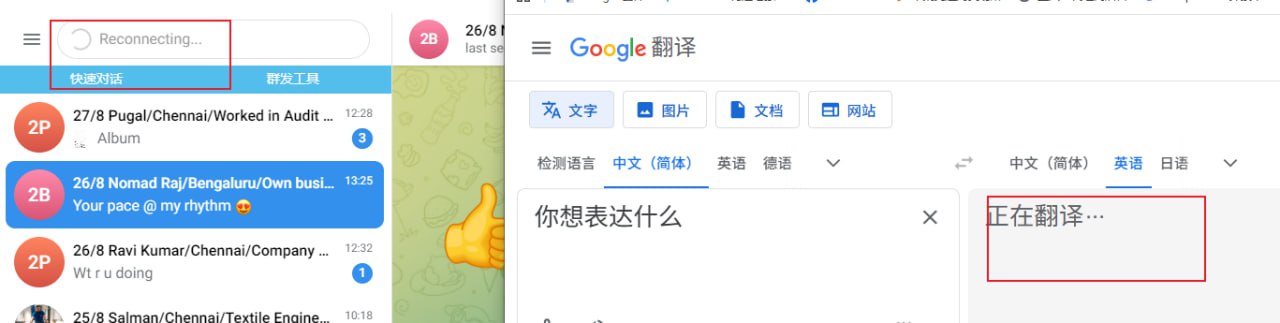 Reconnecting...
快速对话
群发工具
27/8 Pugal/Chennai/Worked in Audit ...
12:28
2P
Album
3
26/8 Nomad Raj/Bengaluru/Own busi...
13:25
2B
Your pace @ my rhythm 😍
26/8 Ravi Kumar/Chennai/Company ...
12:32
2P
Wt r u doing
1
25/8 Salman/Chennai/Textile Engine...
10:18
2B
26/8
last se
Google 翻译
文字
图片
文档
网站
检测语言
中文（简体）
英语
德语
中文（简体）
英语
日语
你想表达什么
正在翻译…